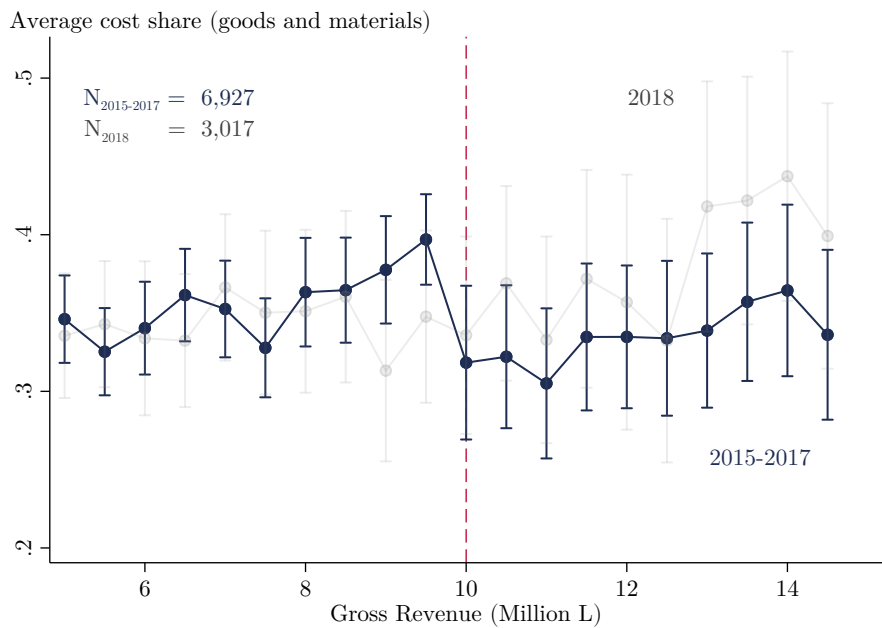 Average cost share (goods and materials)
.5
.4
.3
.2
N2015-2017 = 6,927
N2018 = 3,017
2018
2015-2017
6 8 10 12 14
Gross Revenue (Million L)